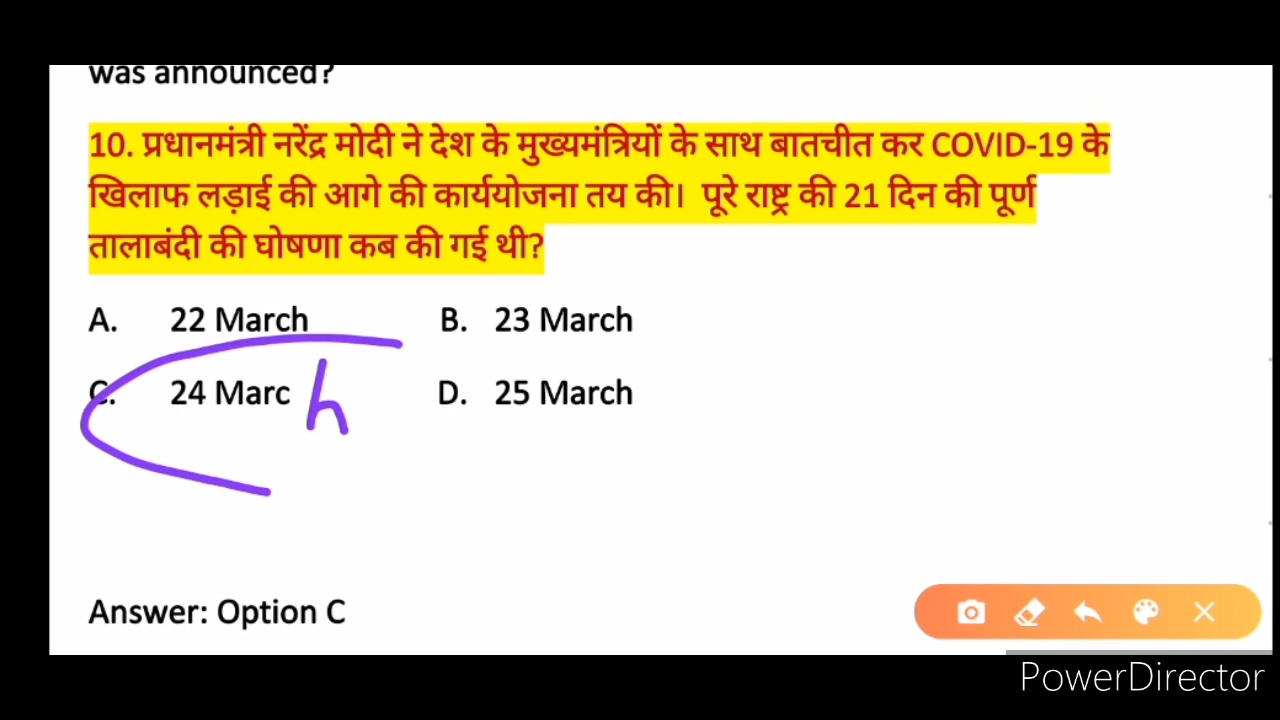 was announced?
10. प्रधानमंत्री नरेंद्र मोदी ने देश के मुख्यमंत्रियों के साथ बातचीत कर COVID-19 के
खिलाफ लड़ाई की आगे की कार्ययोजना तय की। पूरे राष्ट्र की 21 दिन की पूर्ण
तालाबंदी की घोषणा कब की गई थी?
A. 22 March B. 23 March
C. 24 March D. 25 March
Answer: Option C
PowerDirector